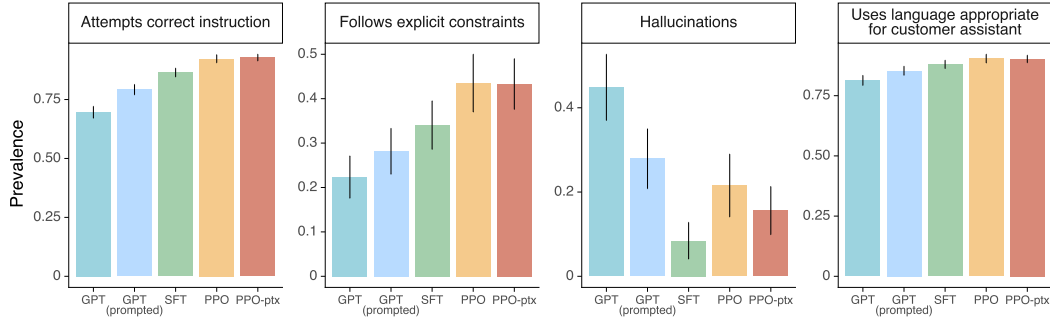 Attempts correct instruction
Follows explicit constraints
Hallucinations
Uses language appropriate
for customer assistant
Prevalence
0.75
0.50
0.25
0
GPT
GPT
(prompted)
SFT
PPO
PPO-ptx
0.5
0.4
0.3
0.2
0.1
0
GPT
GPT
(prompted)
SFT
PPO
PPO-ptx
0.4
0.2
0
GPT
GPT
(prompted)
SFT
PPO
PPO-ptx
0.75
0.50
0.25
0
GPT
GPT
(prompted)
SFT
PPO
PPO-ptx